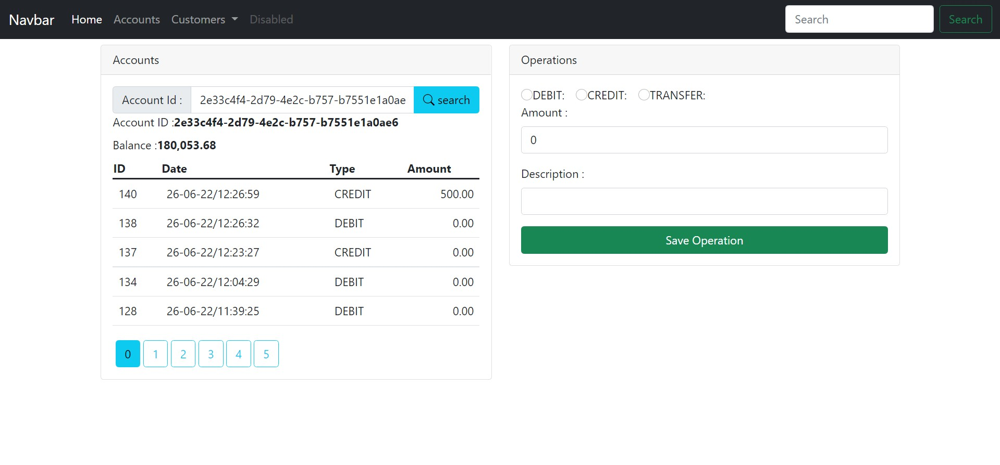 Navbar Home Accounts Customers Disabled Search Search
Accounts
Account Id : 2e33c4f4-2d79-4e2c-b757-b7551e1a0ae search
Account ID :2e33c4f4-2d79-4e2c-b757-b7551e1a0ae6
Balance :180,053.68
ID Date Type Amount
140 26-06-22/12:26:59 CREDIT 500.00
138 26-06-22/12:26:32 DEBIT 0.00
137 26-06-22/12:23:27 CREDIT 0.00
134 26-06-22/12:04:29 DEBIT 0.00
128 26-06-22/11:39:25 DEBIT 0.00
0 1 2 3 4 5
Operations
DEBIT: CREDIT: TRANSFER:
Amount :
0
Description :
Save Operation